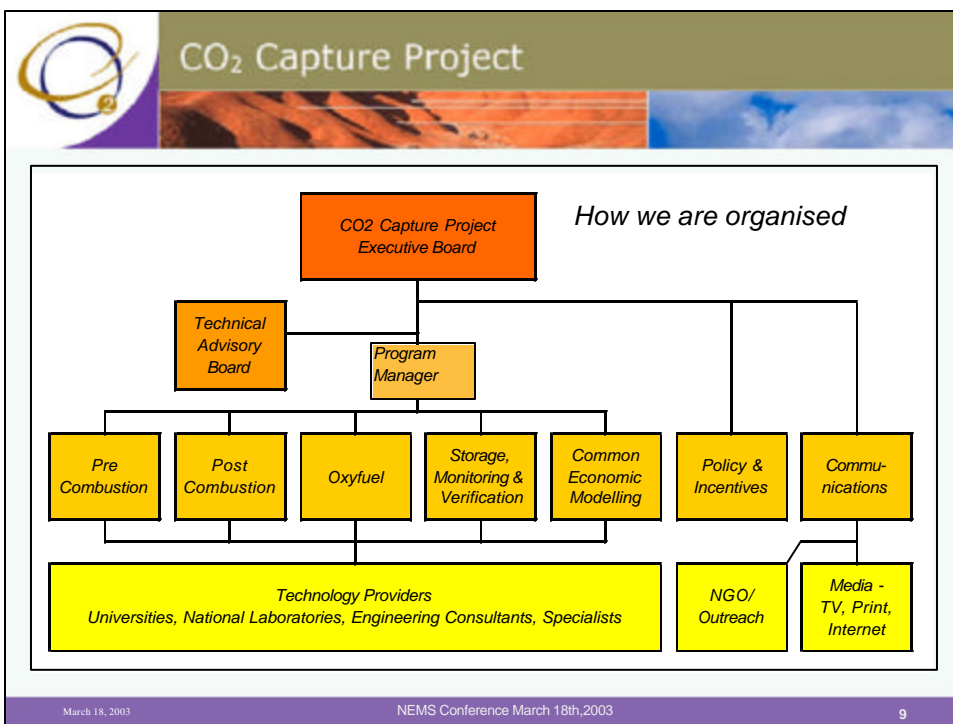 CO₂ Capture Project
2
How we are organised
CO2 Capture Project
Executive Board
Technical
Advisory
Board
Program
Manager
Pre
Combustion
Post
Combustion
Oxyfuel
Storage,
Monitoring &
Verification
Common
Economic
Modelling
Policy &
Incentives
Commu-
nications
Technology Providers
Universities, National Laboratories, Engineering Consultants, Specialists
NGO/
Outreach
Media -
TV, Print,
Internet
March 18, 2003
NEMS Conference March 18th,2003
9